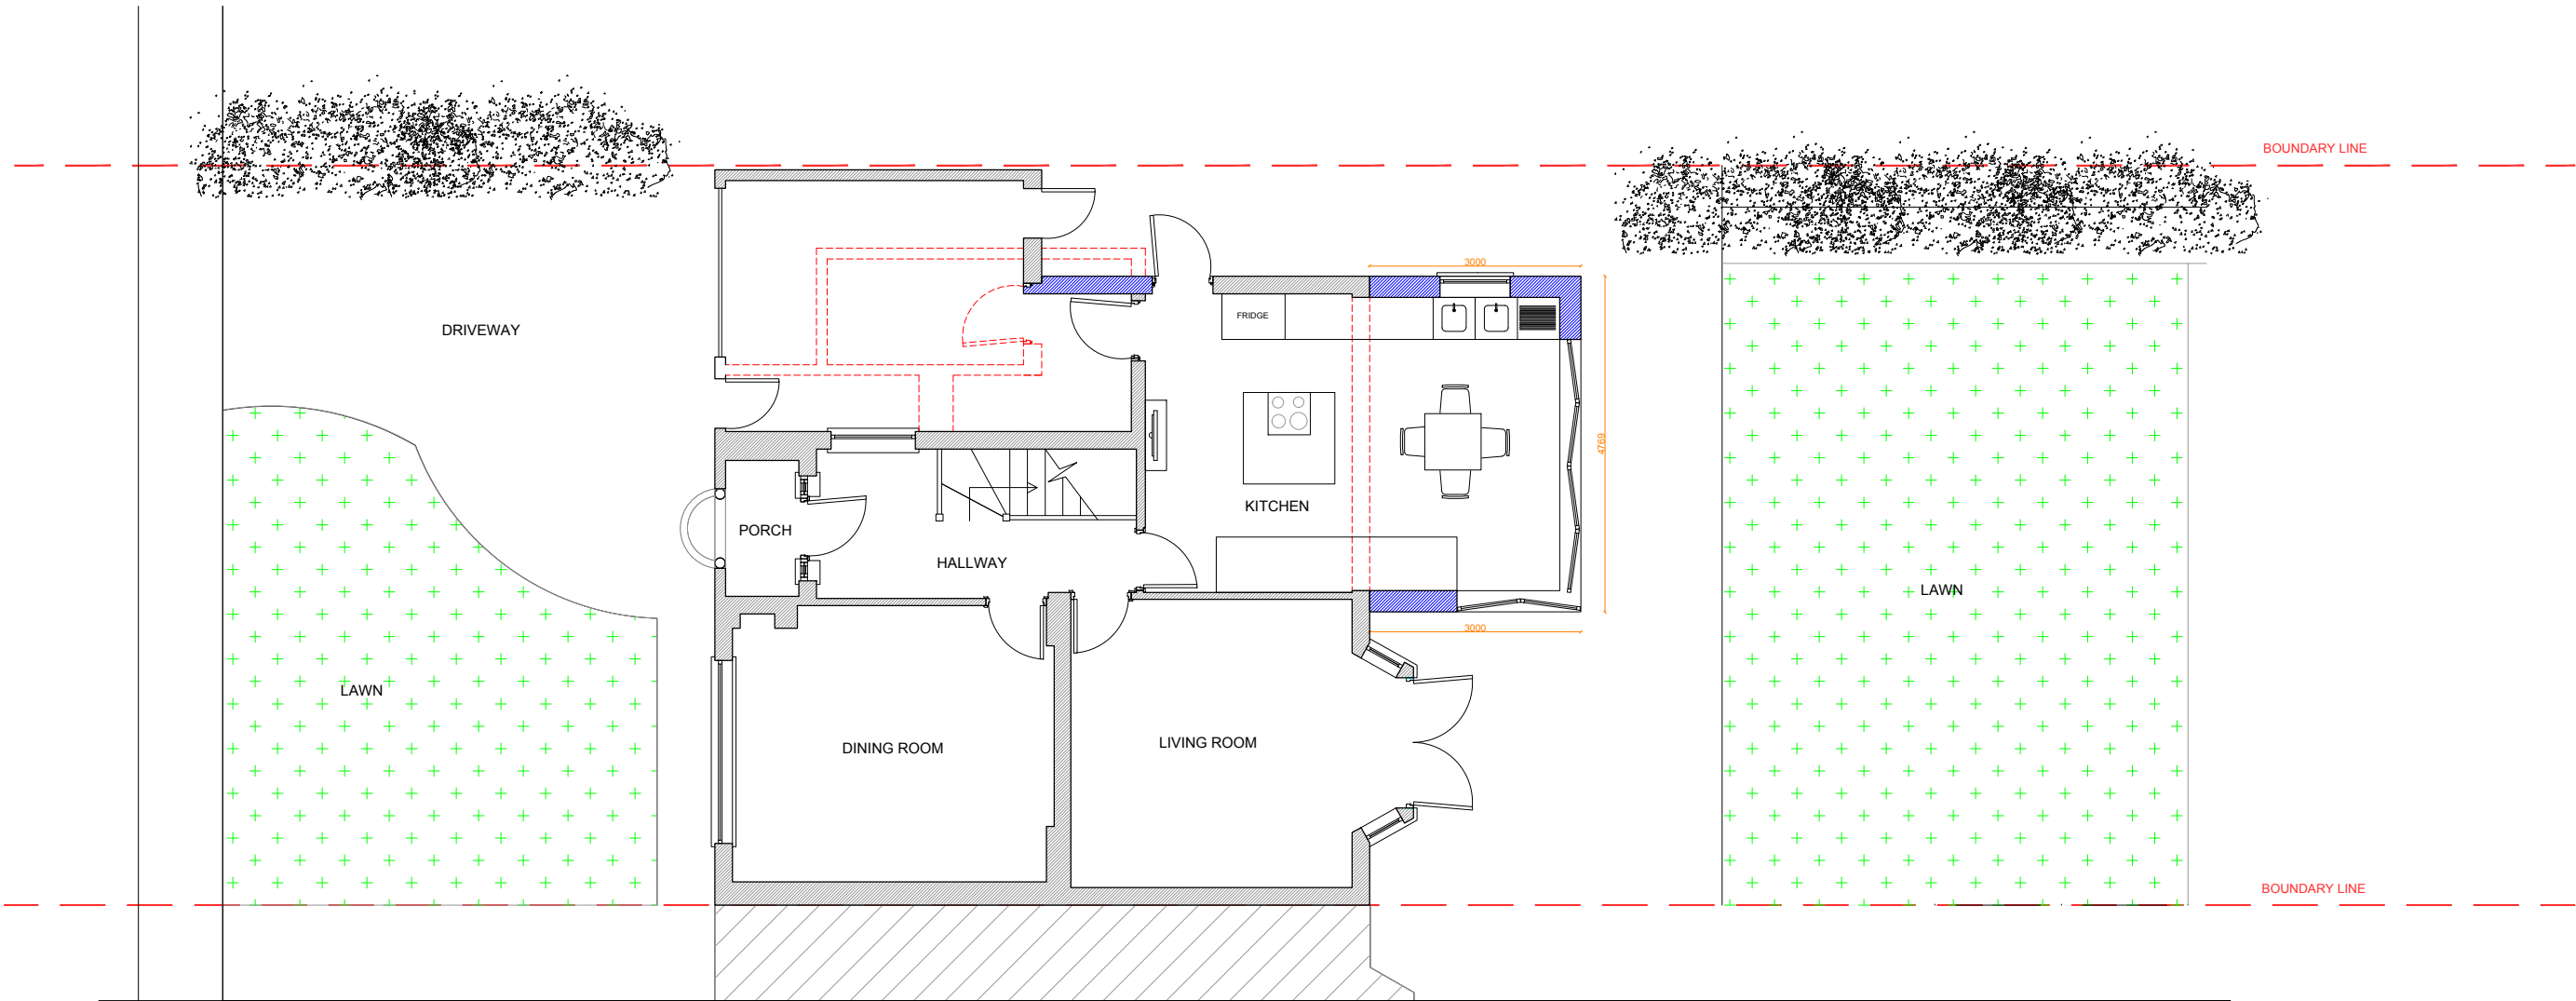 BOUNDARY LINE
3000
FRIDGE
DRIVEWAY
4769
KITCHEN
PORCH
HALLWAY
LAWN
3000
LAWN
LIVING ROOM
DINING ROOM
BOUNDARY LINE